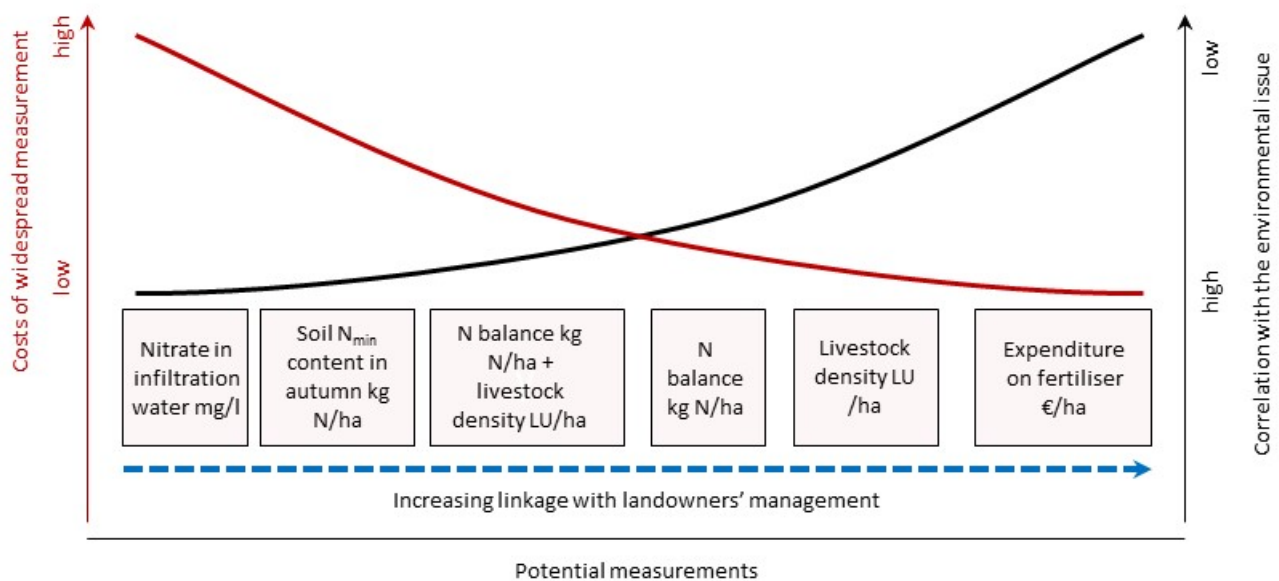 Costs of widespread measurement
high
low
low
high
Correlation with the environmental issue
Nitrate in
infiltration
water mg/l
Soil Nmin
content in
autumn kg
N/ha
N balance kg
N/ha +
livestock
density LU/ha
N
balance
kg N/ha
Livestock
density LU
/ha
Expenditure
on fertiliser
€/ha
Increasing linkage with landowners’ management
Potential measurements